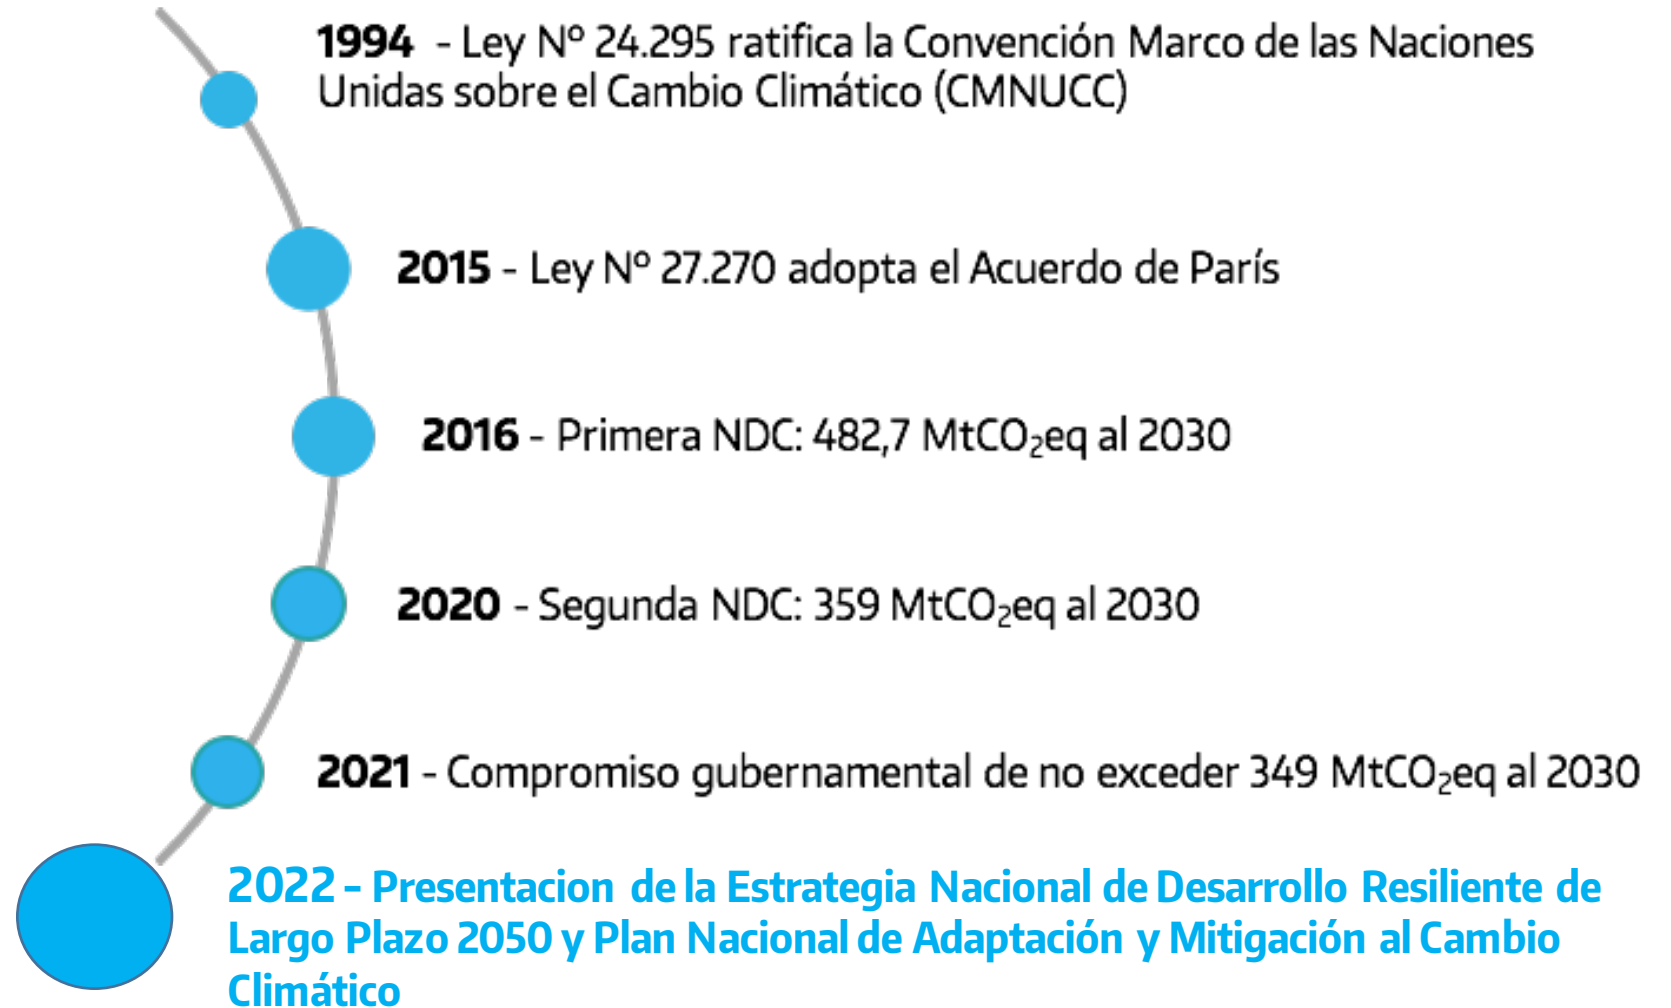 1994 - Ley Nº 24.295 ratifica la Convención Marco de las Naciones
Unidas sobre el Cambio Climático (CMNUCC)
2015 - Ley Nº 27.270 adopta el Acuerdo de París
2016 - Primera NDC: 482,7 MtCO₂eq al 2030
2020 - Segunda NDC: 359 MtCO₂eq al 2030
2021 - Compromiso gubernamental de no exceder 349 MtCO₂eq al 2030
2022 - Presentacion de la Estrategia Nacional de Desarrollo Resiliente de
Largo Plazo 2050 y Plan Nacional de Adaptación y Mitigación al Cambio
Climático